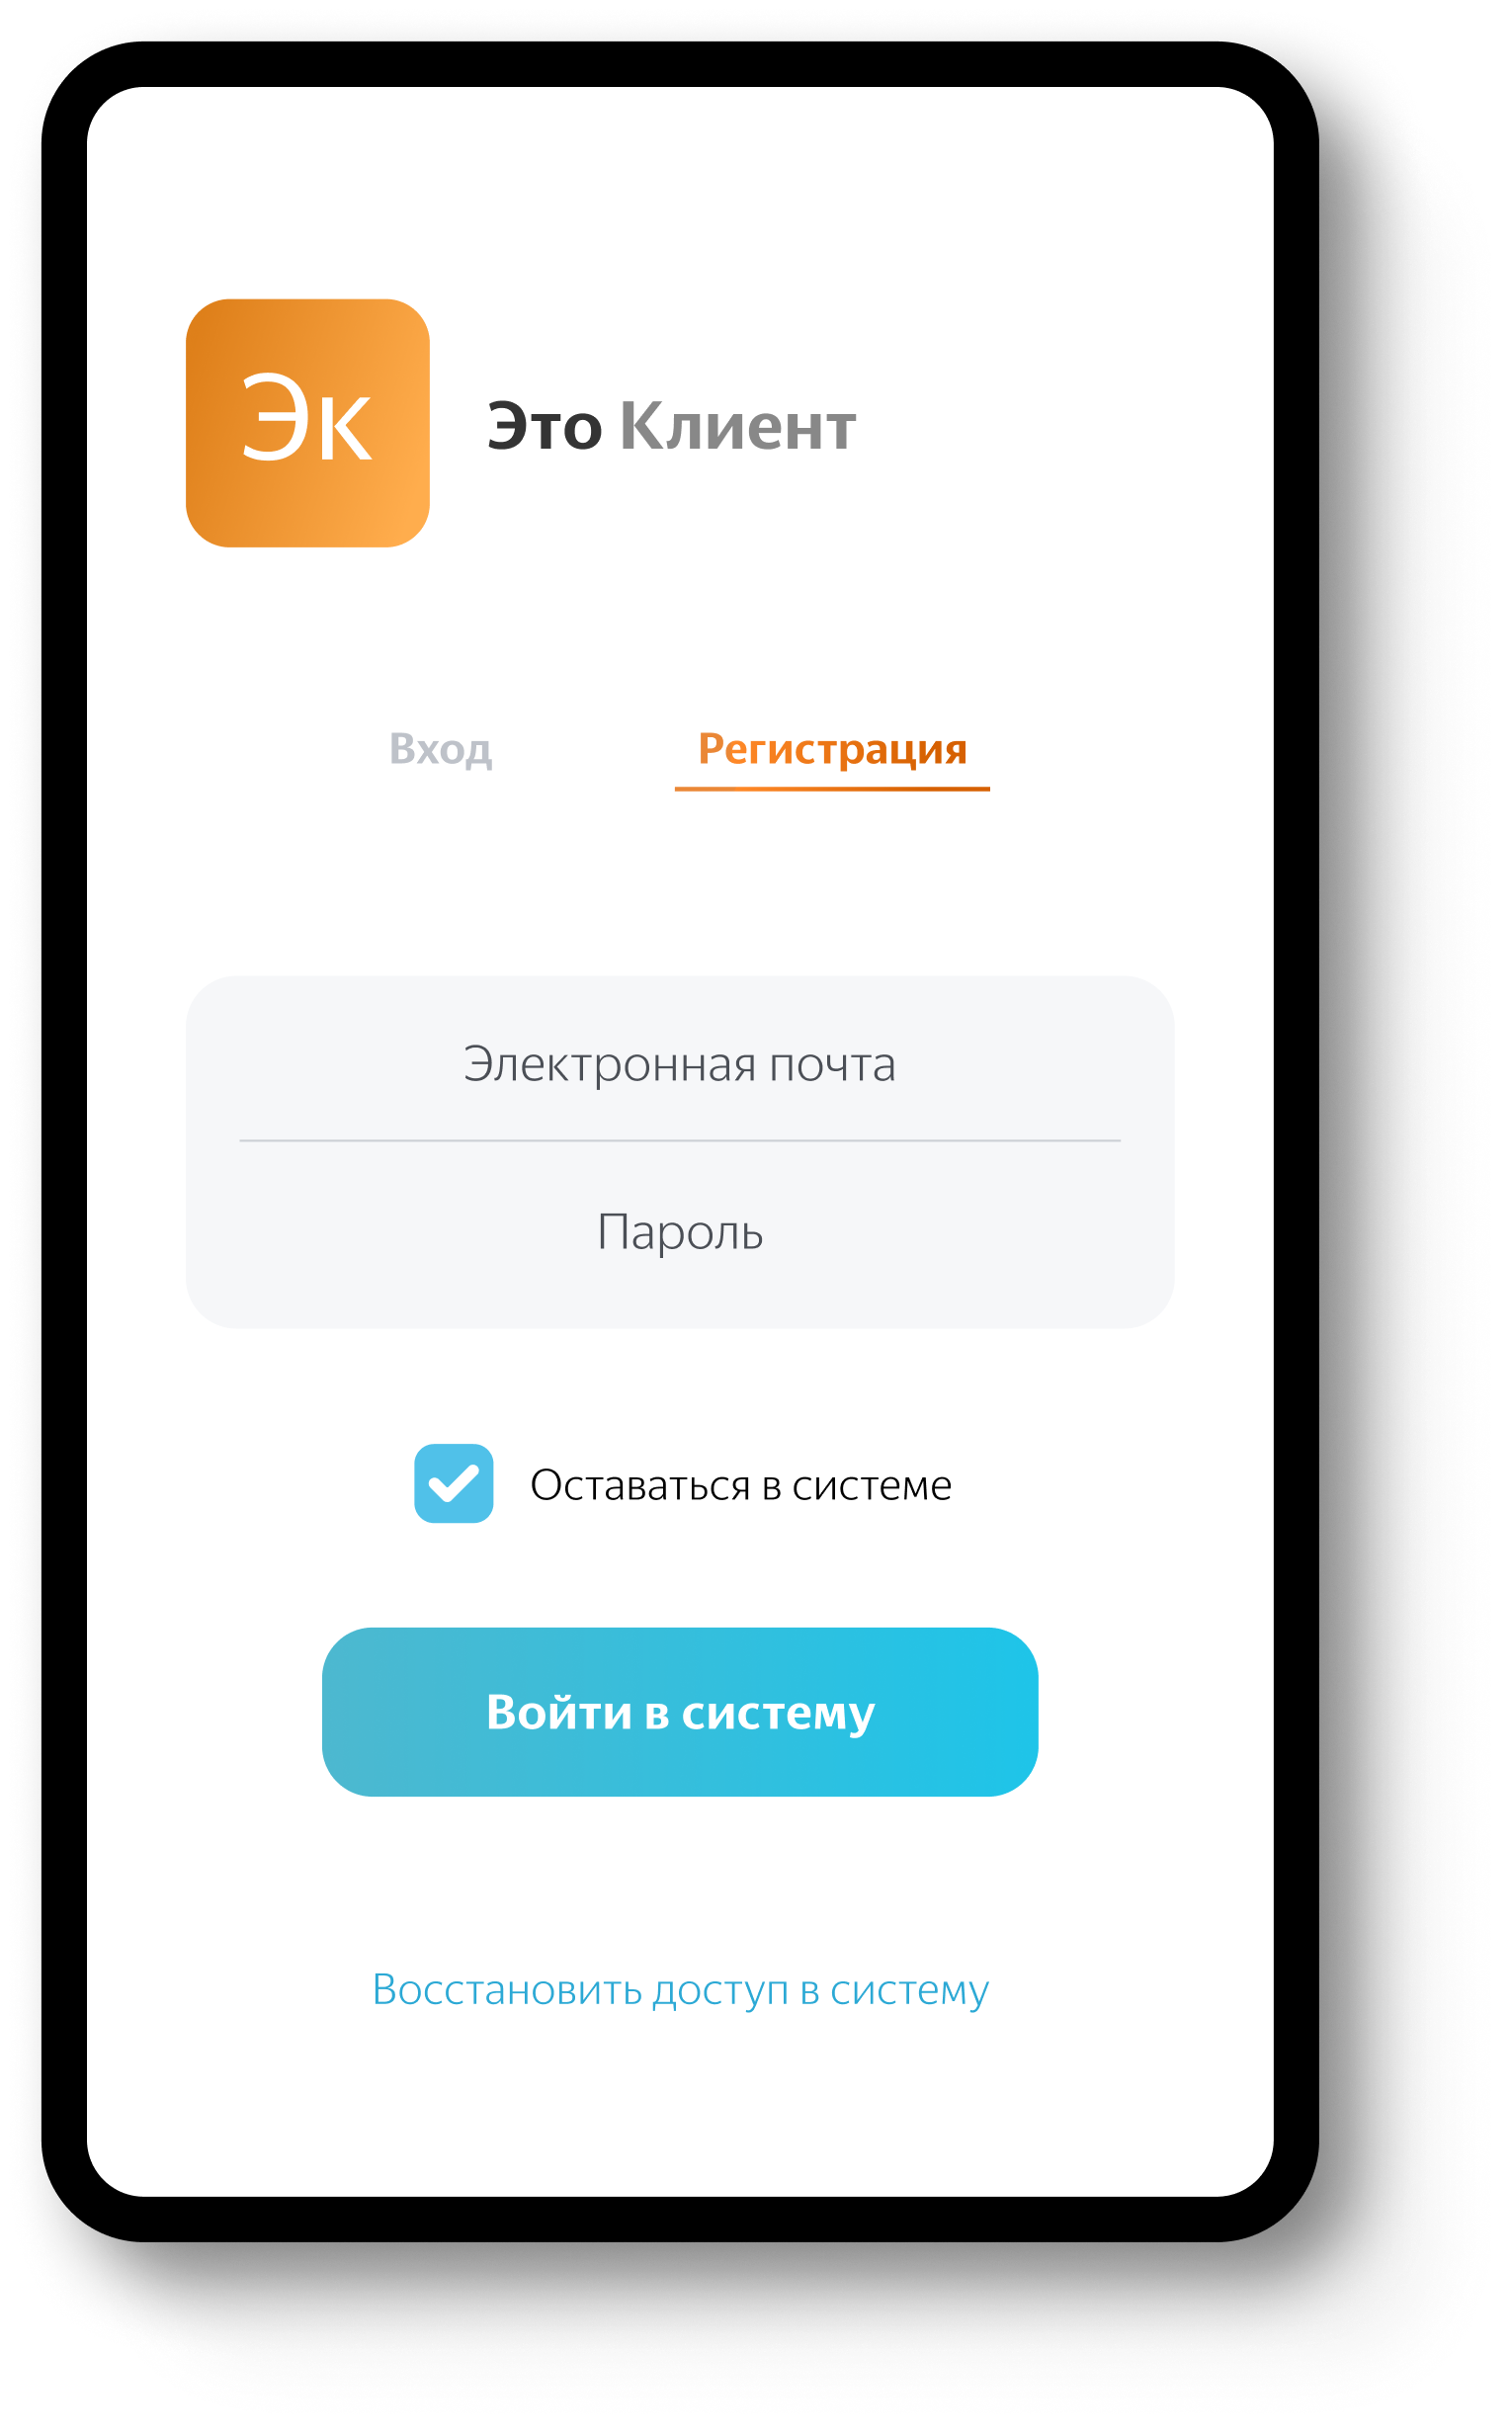 Эк
Это Клиент
Вход Регистрация
Электронная почта
Пароль
Оставаться в системе
Войти в систему
Восстановить доступ в систему